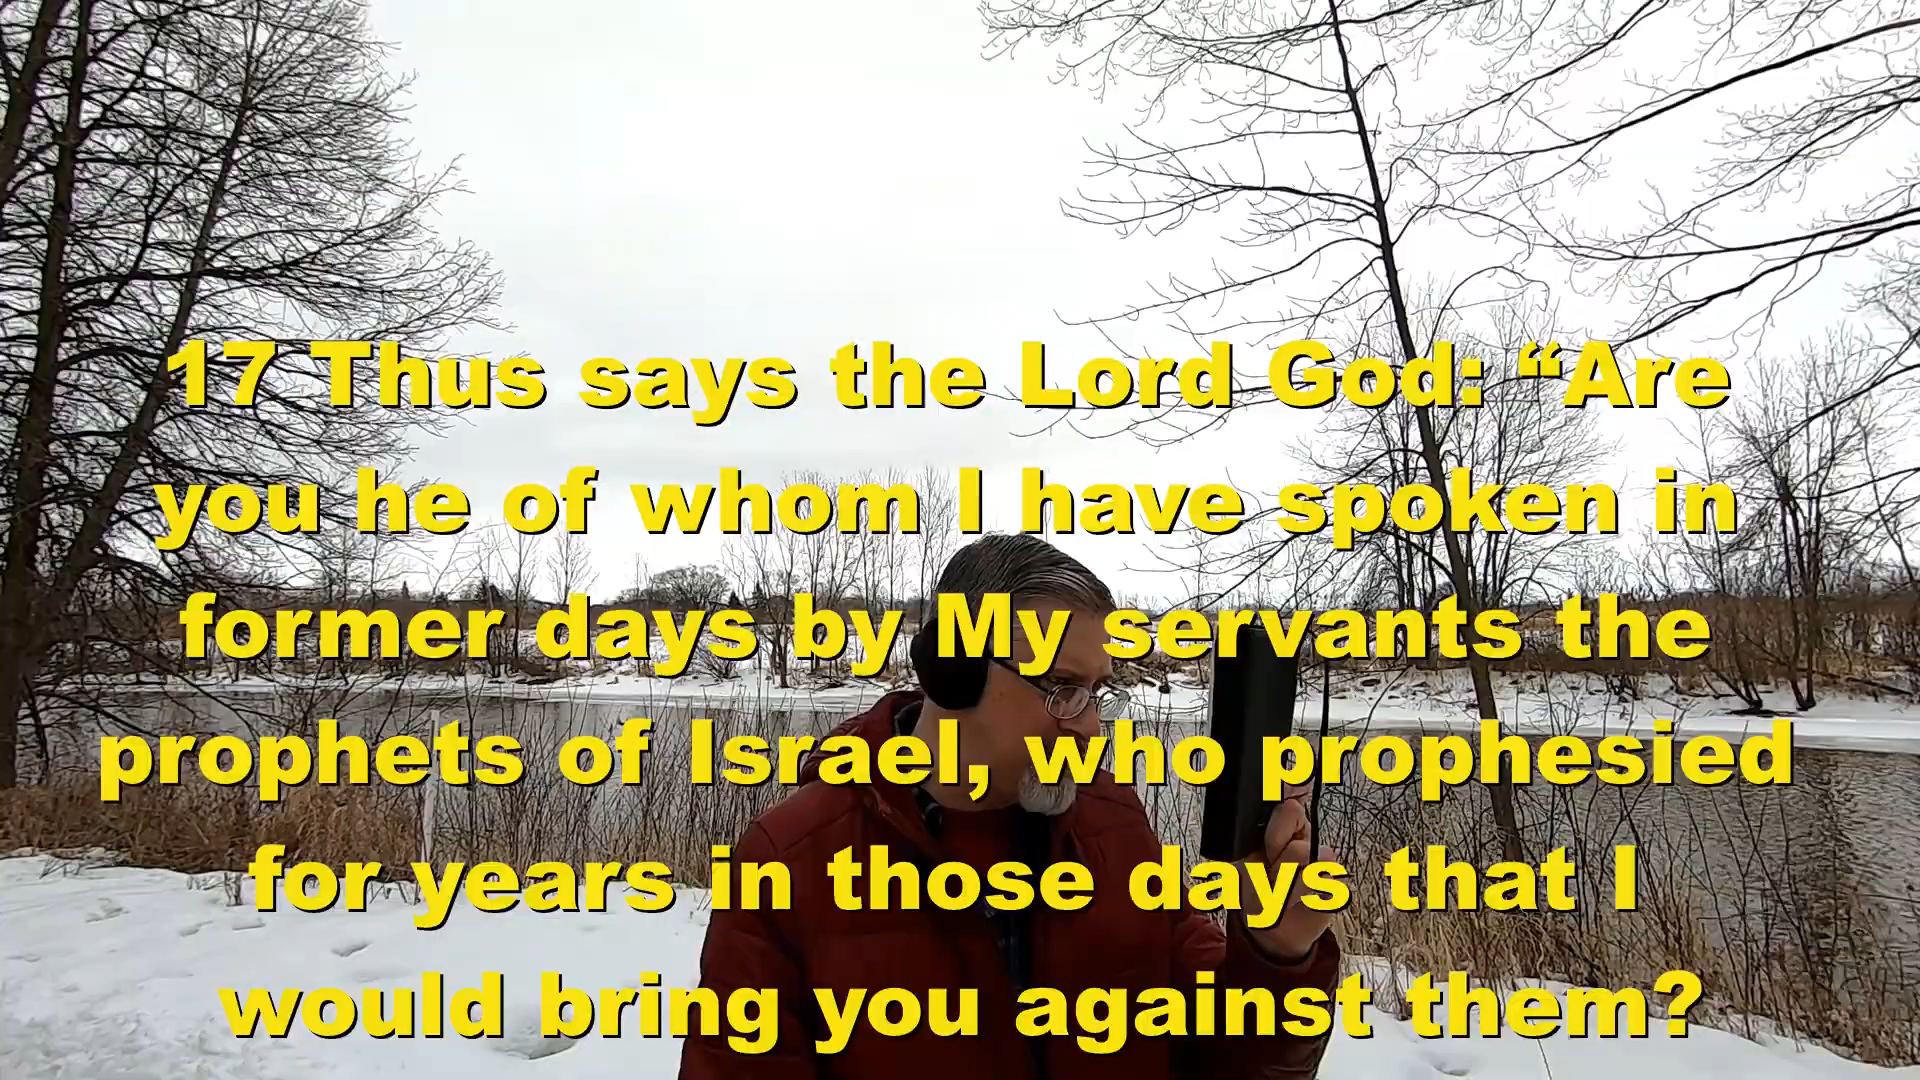 17 Thus says the Lord God: “Are
you he of whom I have spoken in
former days by My servants the
prophets of Israel, who prophesied
for years in those days that I
would bring you against them?